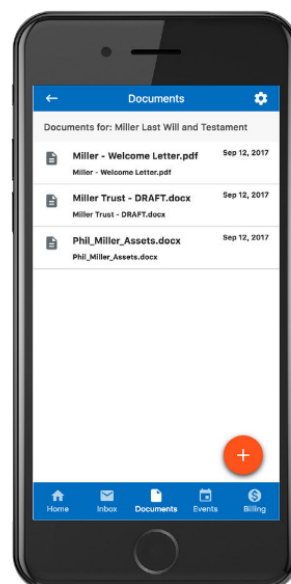 Documents
Documents for: Miller Last Will and Testament
Miller - Welcome Letter.pdf Sep 12, 2017
Miller - Welcome Letter.pdf
Miller Trust - DRAFT.docx Sep 12, 2017
Miller Trust - DRAFT.docx
Phil_Miller_Assets.docx Sep 12, 2017
Phil_Miller_Assets.docx
Home Inbox Documents Events Billing